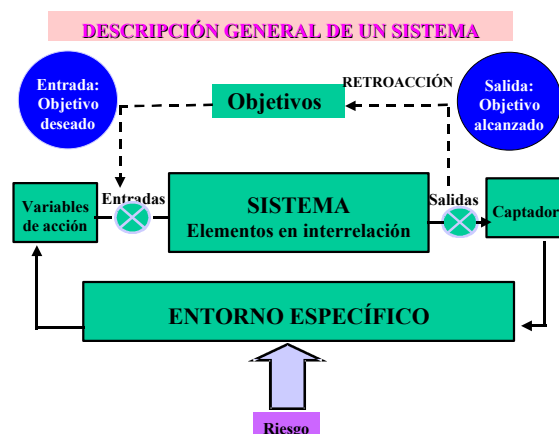 DESCRIPCIÓN GENERAL DE UN SISTEMA
Entrada:
Objetivo
deseado
RETROACCIÓN
Objetivos
Salida:
Objetivo
alcanzado
Entradas
Salidas
Variables
de acción
SISTEMA
Elementos en interrelación
Captador
ENTORNO ESPECÍFICO
Riesgo